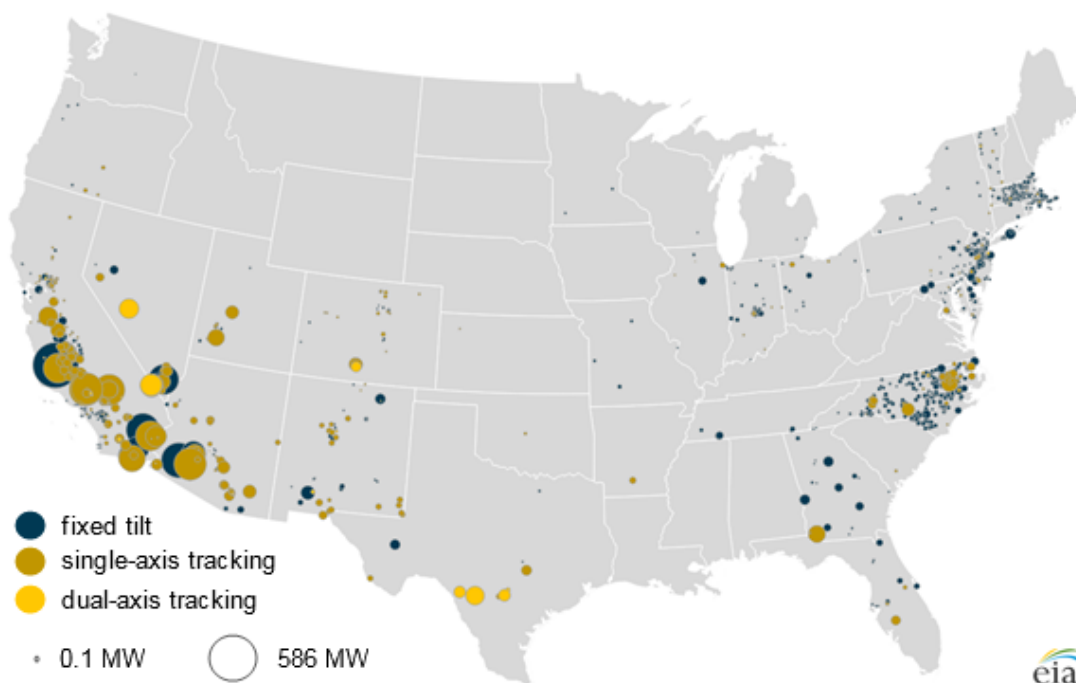 fixed tilt
single-axis tracking
dual-axis tracking
0.1 MW 586 MW
eia